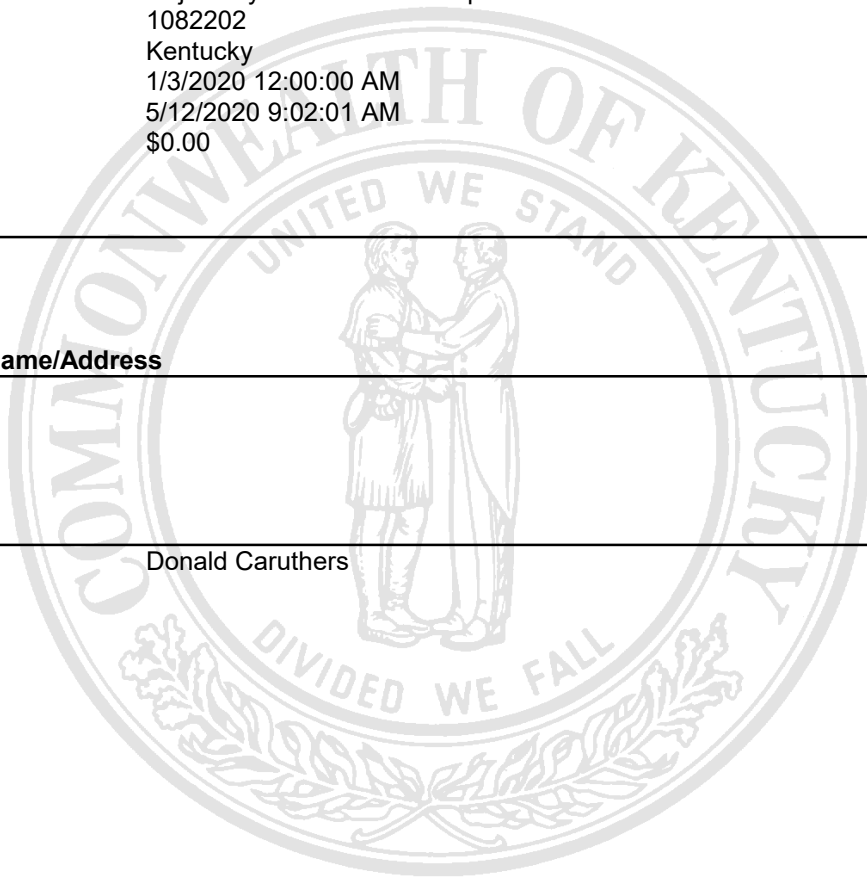 1082202
Kentucky
1/3/2020 12:00:00 AM
5/12/2020 9:02:01 AM
$0.00
COMMONWEALTH OF KENTUCKY
UNITED WE STAND
ame/Address
Donald Caruthers
DIVIDED WE FALL